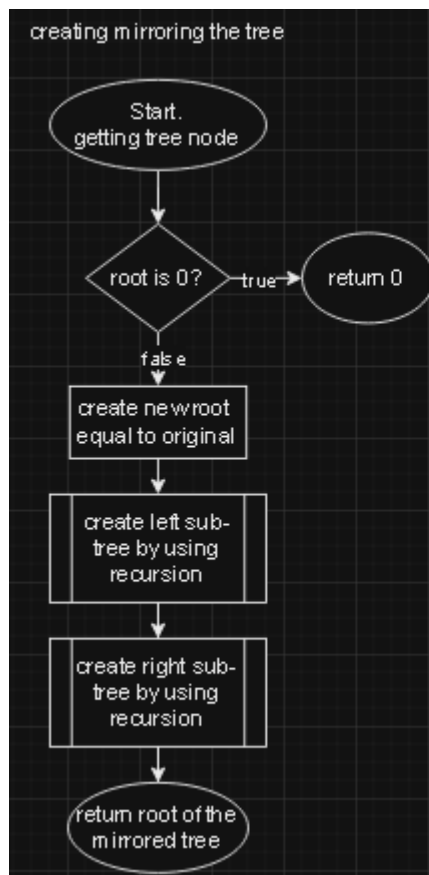 creating mirroring the tree
Start.
getting tree node
root is 0?
true
return 0
false
create new root
equal to original
create left sub-
tree by using
recursion
create right sub-
tree by using
recursion
return root of the
mirrored tree